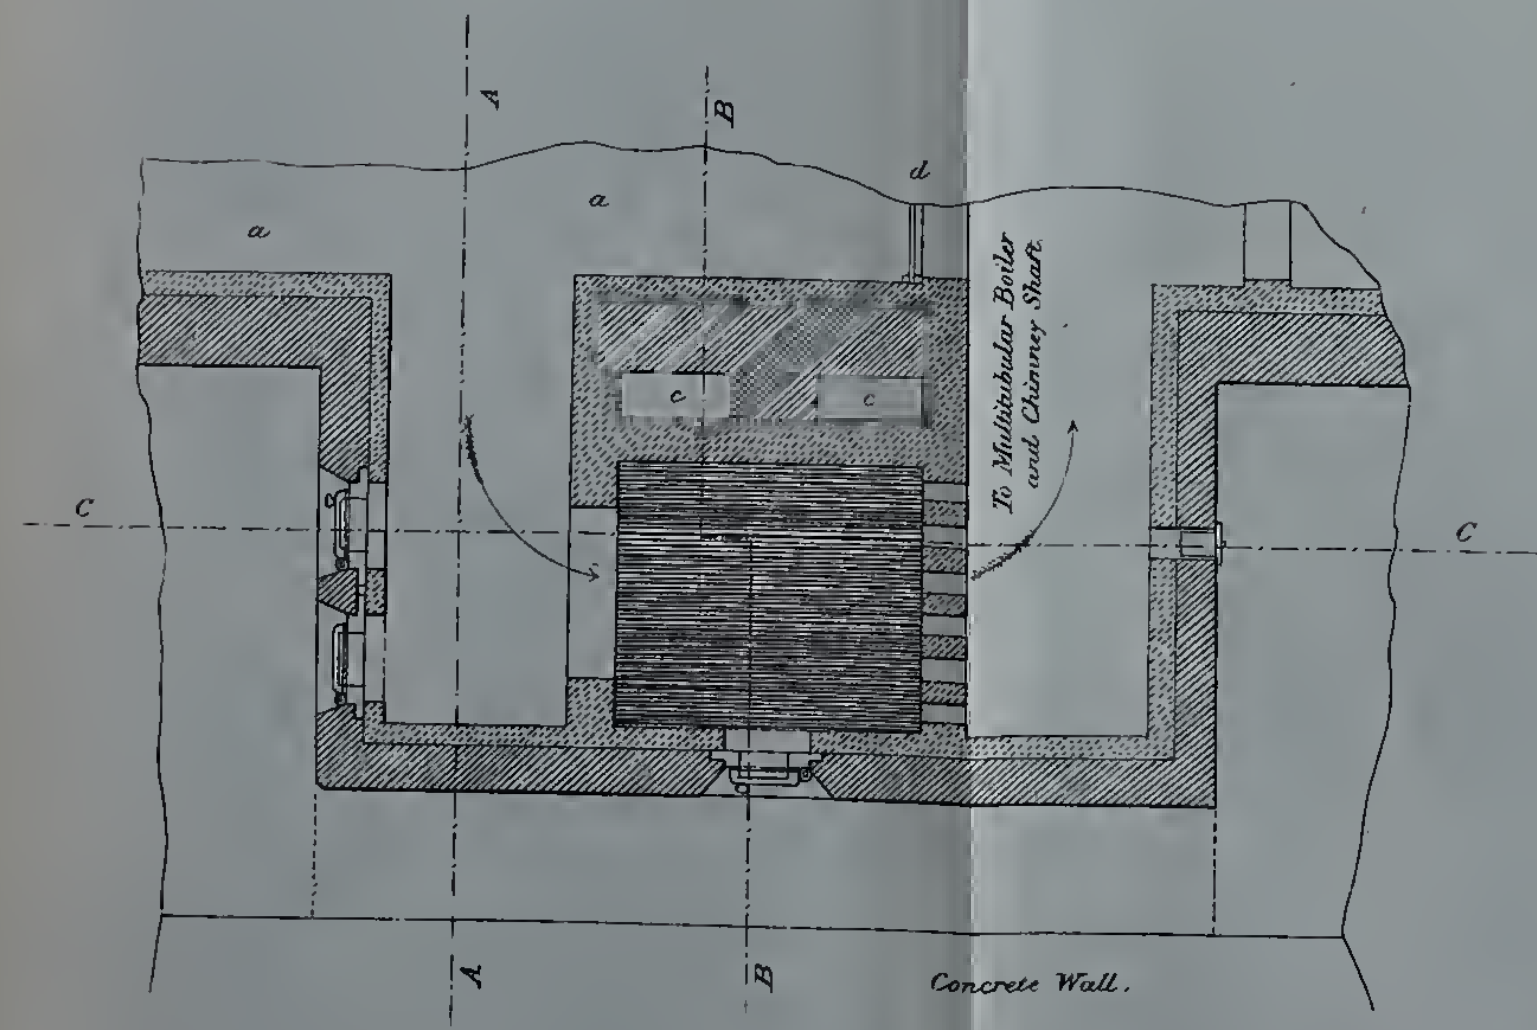 A
B
d
a
a
To Multitubular Boiler
and Chimney Shaft.
c
c
C
C
A
B
Concrete Wall.